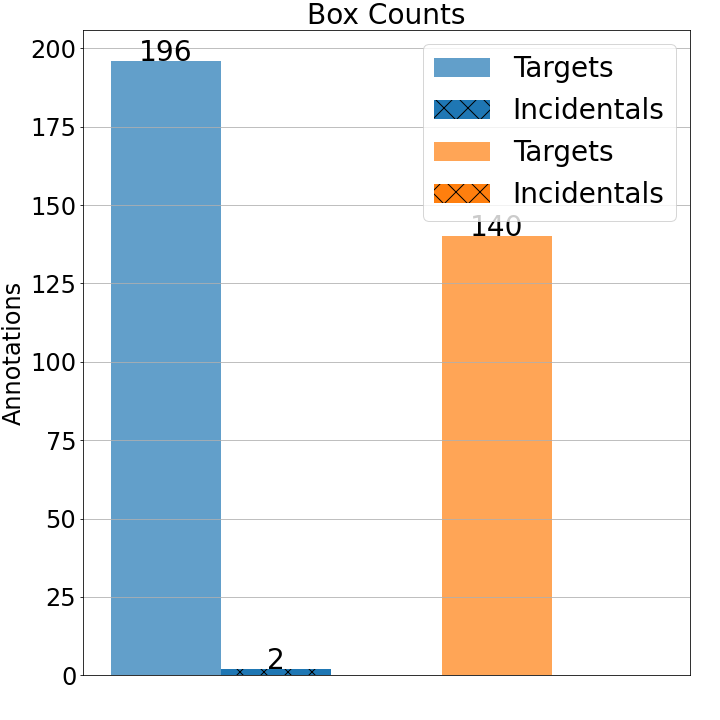 Box Counts
Annotations
200
175
150
125
100
75
50
25
0
196
2
140
Targets
Incidentals
Targets
Incidentals